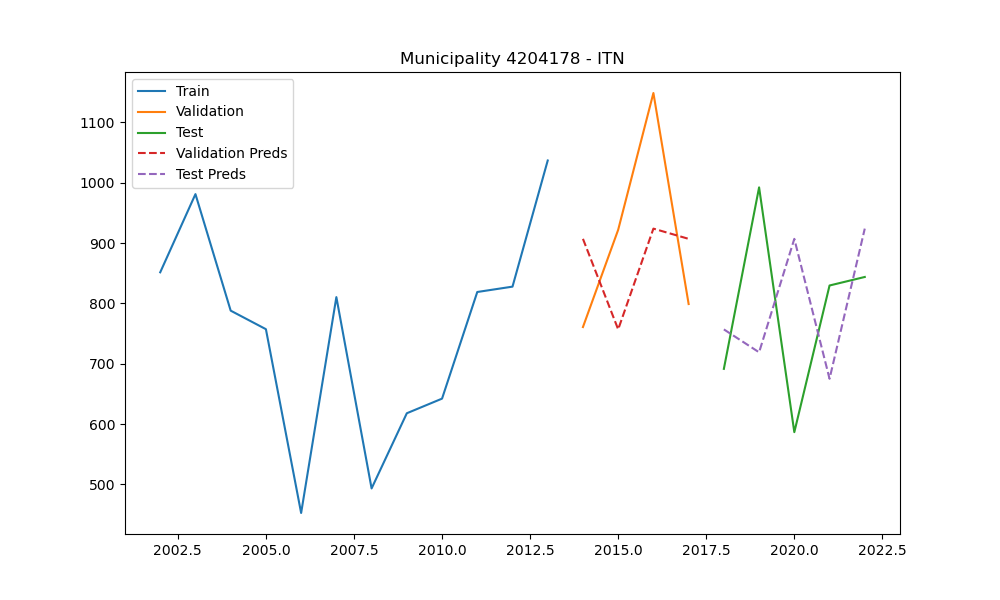 Municipality 4204178 - ITN
Train
Validation
Test
Validation Preds
Test Preds
1100
1000
900
800
700
600
500
2002.5 2005.0 2007.5 2010.0 2012.5 2015.0 2017.5 2020.0 2022.5